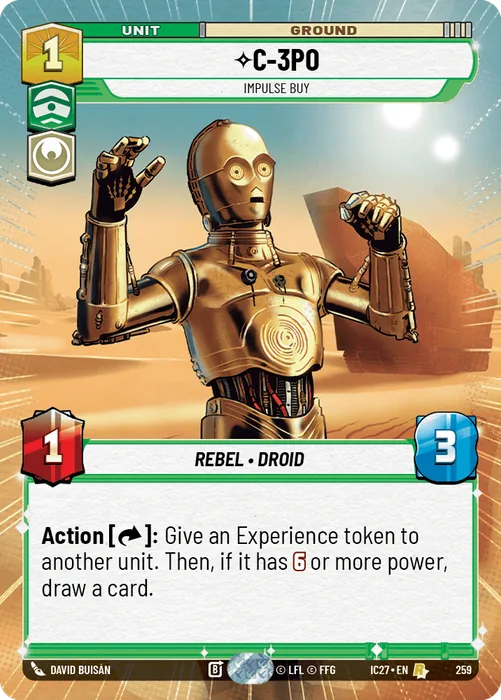 UNIT
GROUND
1
C-3PO
IMPULSE BUY
1
REBEL • DROID
3
Action [ ]: Give an Experience token to
another unit. Then, if it has 6 or more power,
draw a card.
DAVID BUISÁN
B
© LFL © FFG
IC27 • EN
R
259